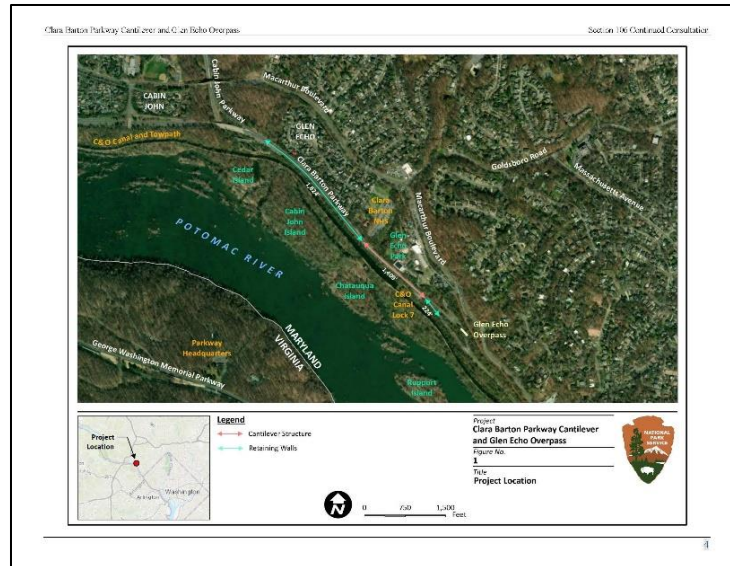 Clara Barton Parkway Cantilever and Glen Echo Overpass
Section 106 Continued Consultation
CABIN
JOHN
Cabin John Parkway
Macarthur Boulevard
GLEN
ECHO
C&O Canal and Towpath
Clara Barton Parkway
1,824'
Goldsboro Road
Massachusetts Avenue
Cedar
Island
Clara
Barton
NHS
Macarthur Boulevard
Cabin
John
Island
Glen
Echo
Park
POTOMAC RIVER
Chatauqua
Island
C&O
Canal
Lock 7
Glen Echo
Overpass
MARYLAND
VIRGINIA
Parkway
Headquarters
George Washington Memorial Parkway
Ruppert
Island
Project
Location
Arlington
Washington
Legend
Cantilever Structure
Retaining Walls
0 750 1,500
Feet
Project
Clara Barton Parkway Cantilever
and Glen Echo Overpass
Figure No.
1
Title
Project Location
NATIONAL
PARK
SERVICE
4